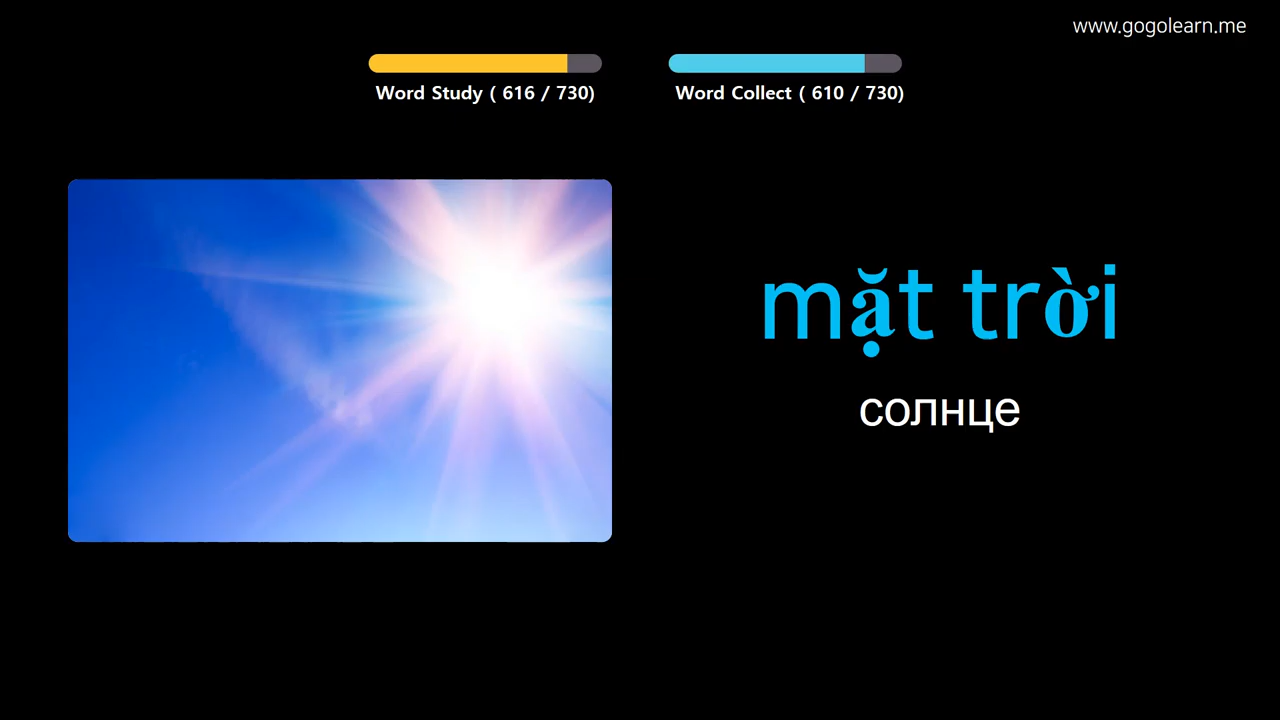 www.gogolearn.me
Word Study ( 616 / 730)
Word Collect ( 610 / 730)
mặt trời
солнце